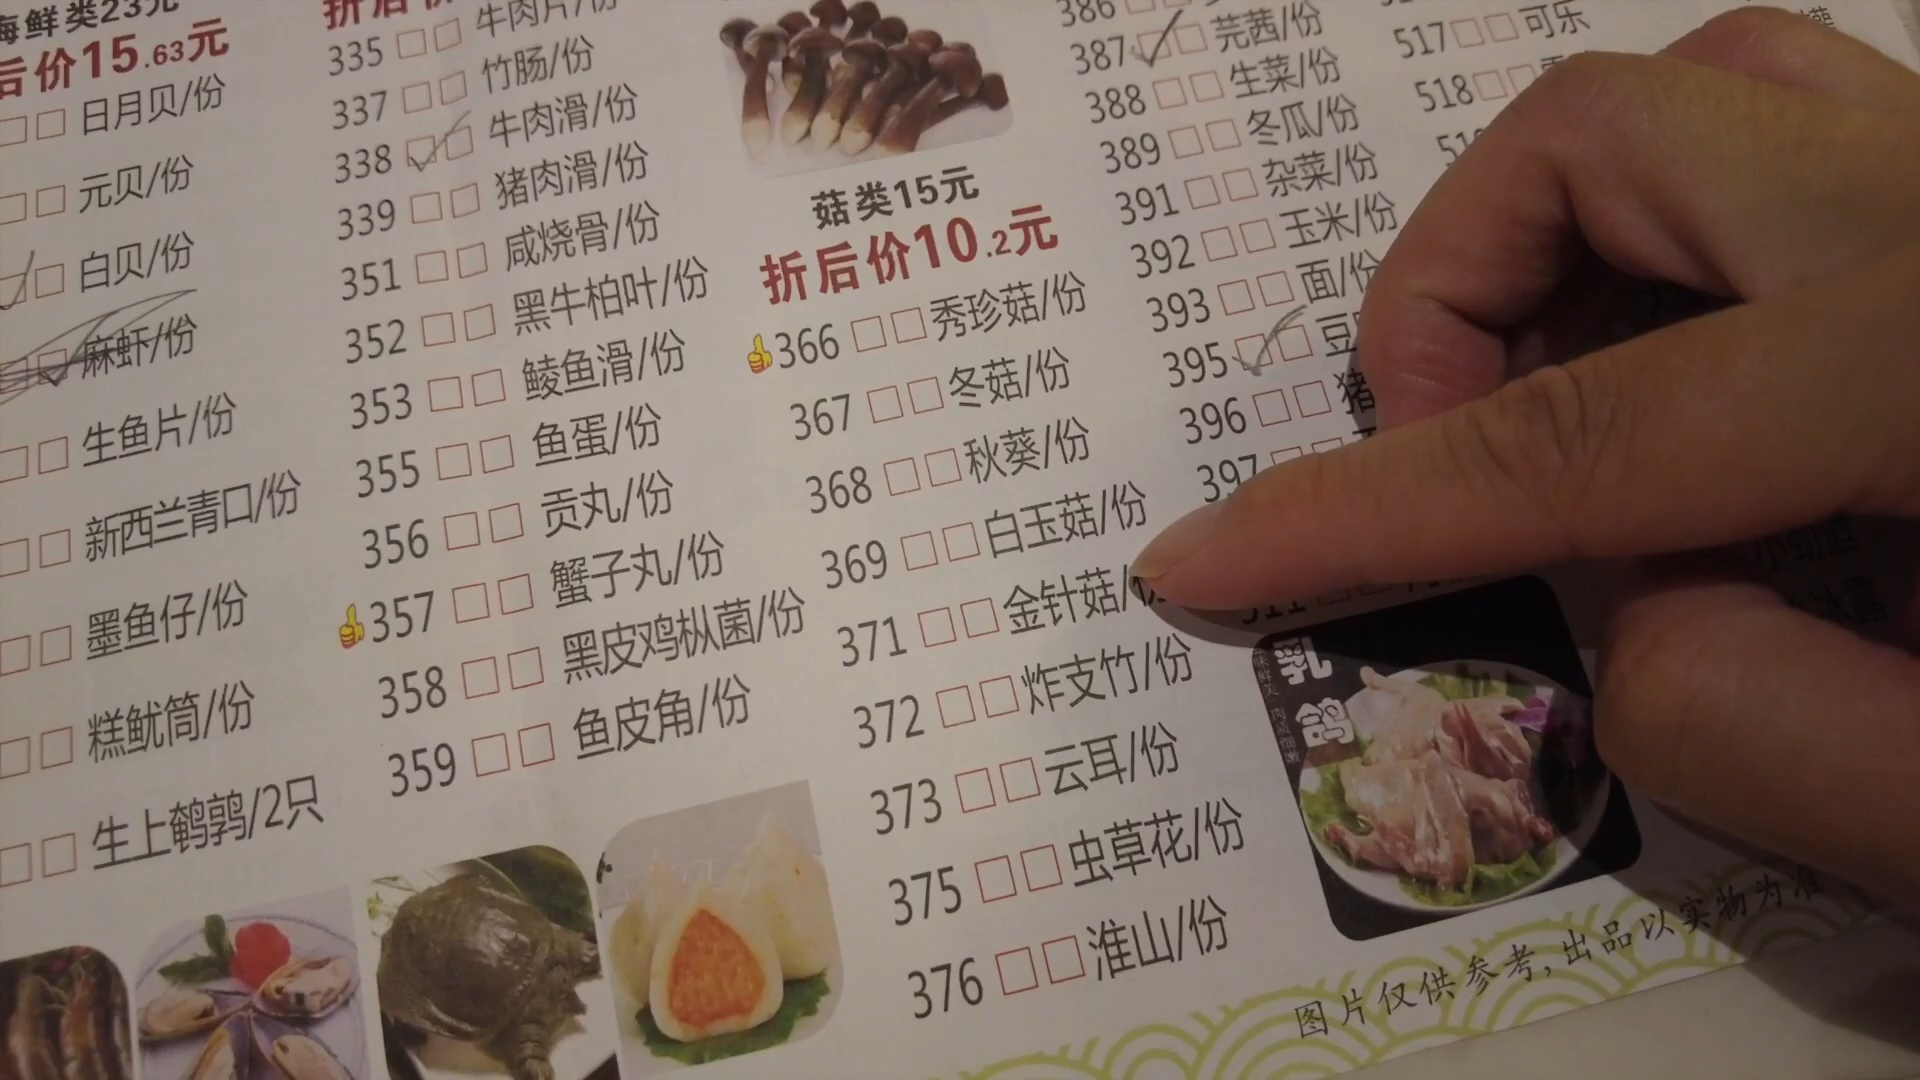 海鲜类23元
后价15.63元
日月贝/份
元贝/份
白贝/份
麻虾/份
生鱼片/份
新西兰青口/份
墨鱼仔/份
糕鱿筒/份
生上鹌鹑/2只
折后价
335 牛肉片/份
337 竹肠/份
338 牛肉滑/份
339 猪肉滑/份
351 咸烧骨/份
352 黑牛柏叶/份
353 鲮鱼滑/份
355 鱼蛋/份
356 贡丸/份
357 蟹子丸/份
358 黑皮鸡枞菌/份
359 鱼皮角/份
菇类15元
折后价10.2元
366 秀珍菇/份
367 冬菇/份
368 秋葵/份
369 白玉菇/份
371 金针菇/份
372 炸支竹/份
373 云耳/份
375 虫草花/份
376 淮山/份
386
387 芫茜/份
388 生菜/份
389 冬瓜/份
391 杂菜/份
392 玉米/份
393 面/份
395 豆
396 猪
397
517 可乐
518
乳鸽
图片仅供参考,出品以实物为准